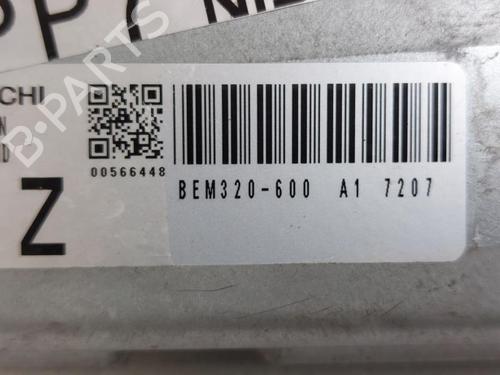 CHI
N
D
00566448
Z
BEM320-600 A1 7207
B-PARTS